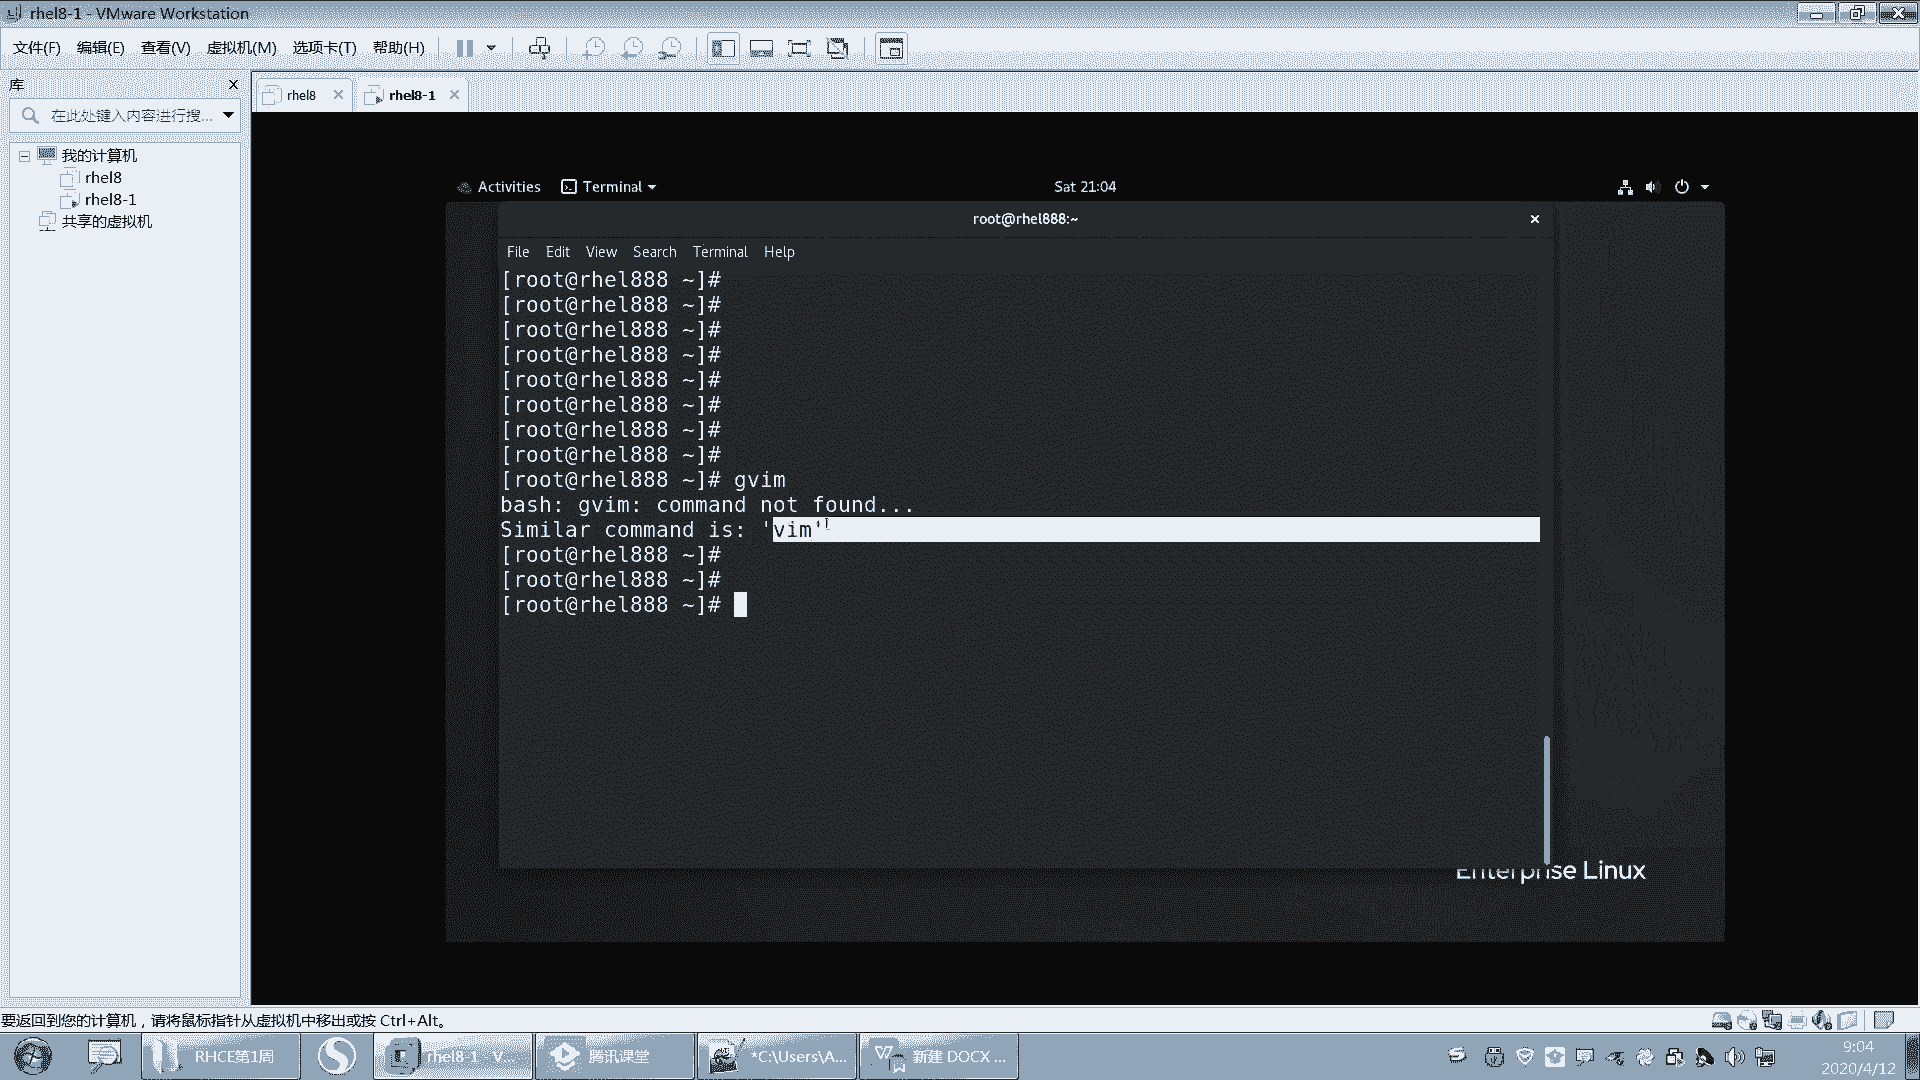 rhel8-1 - VMware Workstation
文件(F) 编辑(E) 查看(V) 虚拟机(M) 选项卡(T) 帮助(H)
库
在此处键入内容进行搜...
我的计算机
rhel8
rhel8-1
共享的虚拟机
rhel8 rhel8-1
Activities Terminal Sat 21:04
root@rhel888:~
File Edit View Search Terminal Help
[root@rhel888 ~]#
[root@rhel888 ~]#
[root@rhel888 ~]#
[root@rhel888 ~]#
[root@rhel888 ~]#
[root@rhel888 ~]#
[root@rhel888 ~]#
[root@rhel888 ~]#
[root@rhel888 ~]# gvim
bash: gvim: command not found...
Similar command is: 'vim'
[root@rhel888 ~]#
[root@rhel888 ~]#
[root@rhel888 ~]#
Enterprise Linux
要返回到您的计算机，请将鼠标指针从虚拟机中移出或按 Ctrl+Alt。
RHCE第1周 rhel8-1 - V... 腾讯课堂 *C:\Users\A... 新建 DOCX ...
9:04
2020/4/12